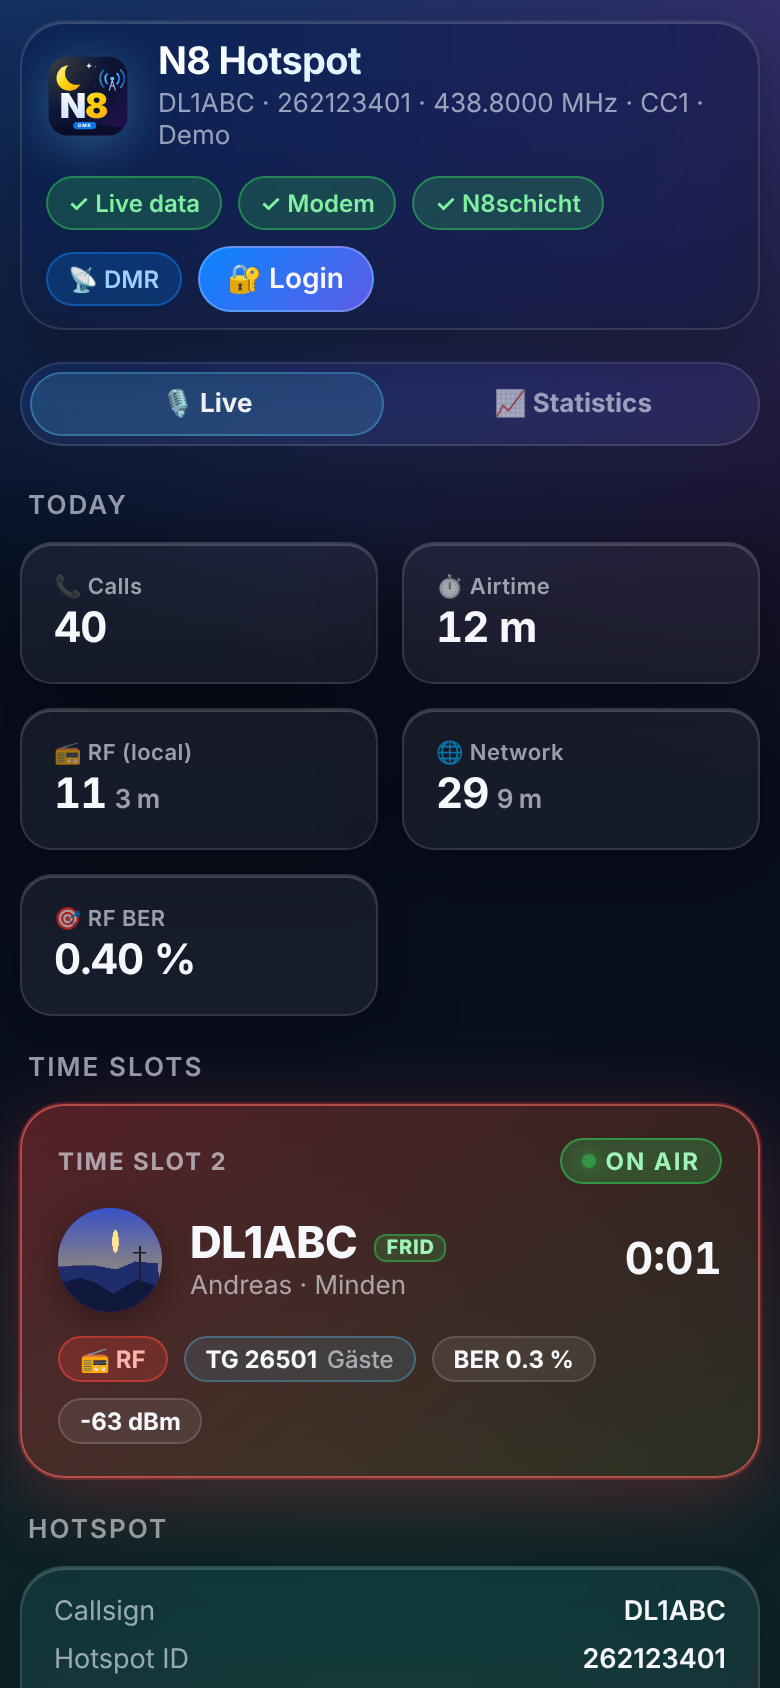 N8
DMR
N8 Hotspot
DL1ABC · 262123401 · 438.8000 MHz · CC1 ·
Demo
✓ Live data ✓ Modem ✓ N8schicht
📡 DMR 🔐 Login
🎙️ Live 📈 Statistics
TODAY
📞 Calls ⏱️ Airtime
40 12 m
📻 RF (local) 🌐 Network
11 3 m 29 9 m
🎯 RF BER
0.40 %
TIME SLOTS
TIME SLOT 2 ON AIR
DL1ABC FRID 0:01
Andreas · Minden
📻 RF TG 26501 Gäste BER 0.3 %
-63 dBm
HOTSPOT
Callsign DL1ABC
Hotspot ID 262123401